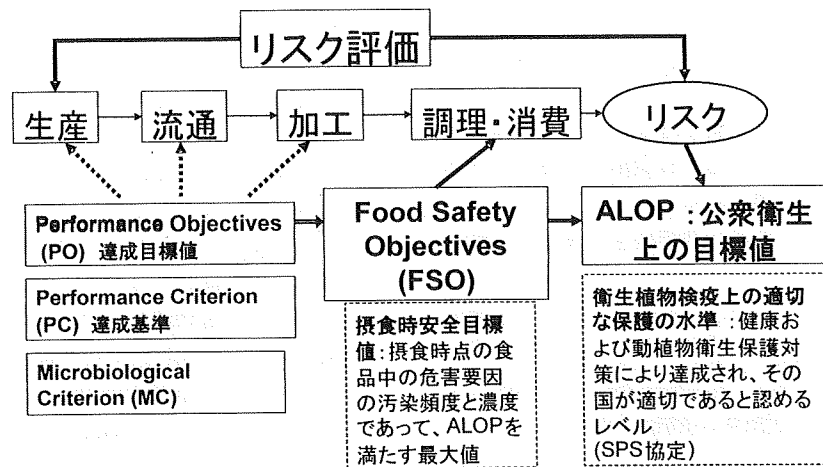 リスク評価
生産
流通
加工
調理・消費
リスク
Performance Objectives
(PO) 達成目標値
Performance Criterion
(PC) 達成基準
Microbiological
Criterion (MC)
Food Safety
Objectives
(FSO)
摂食時安全目標
値:摂食時点の食
品中の危害要因
の汚染頻度と濃度
であって、ALOPを
満たす最大値
ALOP :公衆衛生
上の目標値
衛生植物検疫上の適切
な保護の水準 :健康お
よび動植物衛生保護対
策により達成され、その
国が適切であると認める
レベル
(SPS協定)